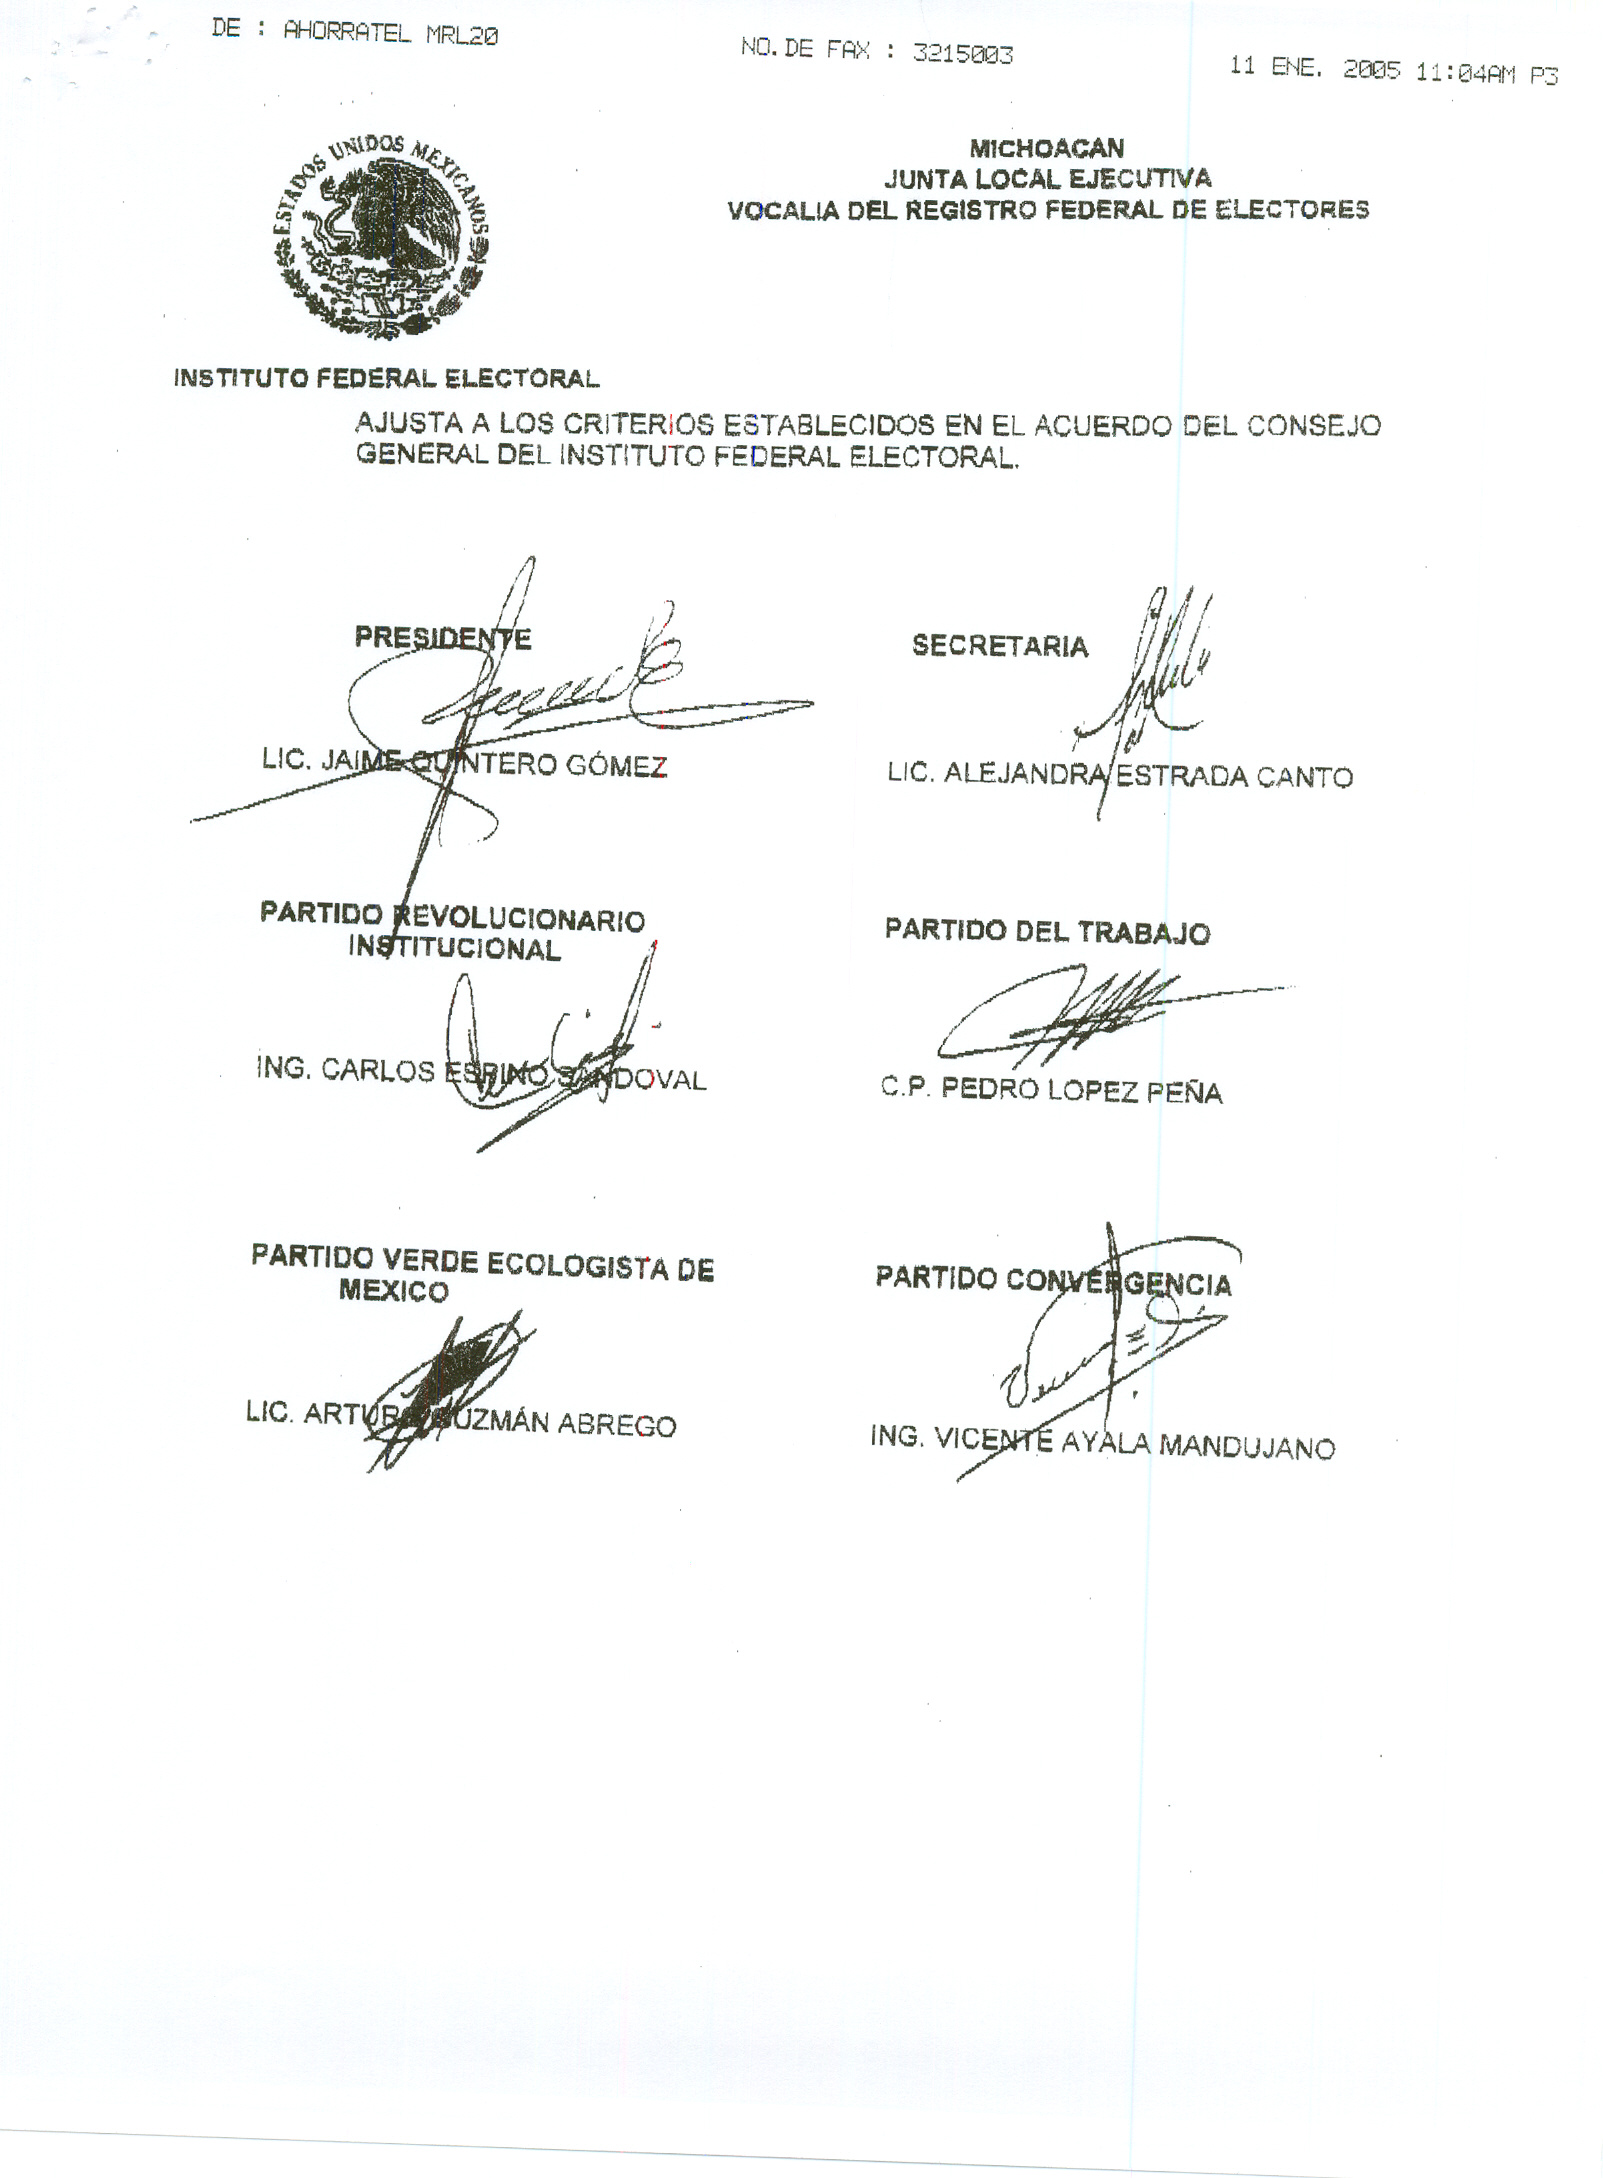 DE : AHORRATEL MRL20 NO. DE FAX : 3215003 11 ENE. 2005 11:04AM P3
ESTADOS UNIDOS MEXICANOS
MICHOACAN
JUNTA LOCAL EJECUTIVA
VOCALIA DEL REGISTRO FEDERAL DE ELECTORES
INSTITUTO FEDERAL ELECTORAL
AJUSTA A LOS CRITERIOS ESTABLECIDOS EN EL ACUERDO DEL CONSEJO
GENERAL DEL INSTITUTO FEDERAL ELECTORAL.
PRESIDENTE
LIC. JAIME QUINTERO GÓMEZ
SECRETARIA
LIC. ALEJANDRA ESTRADA CANTO
PARTIDO REVOLUCIONARIO
INSTITUCIONAL
ING. CARLOS ESPINO SANDOVAL
PARTIDO DEL TRABAJO
C.P. PEDRO LOPEZ PEÑA
PARTIDO VERDE ECOLOGISTA DE
MEXICO
LIC. ARTURO GUZMÁN ABREGO
PARTIDO CONVERGENCIA
ING. VICENTE AYALA MANDUJANO